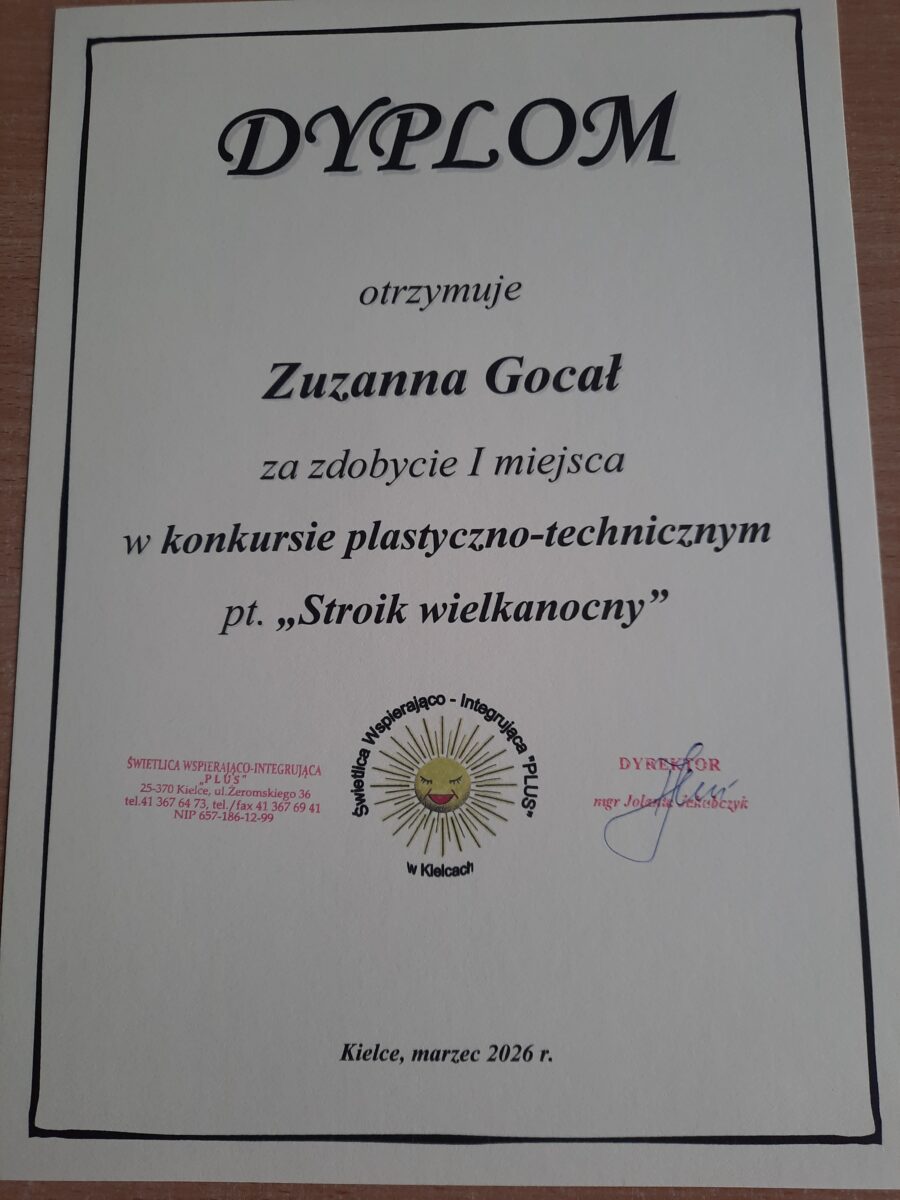 DYPLOM
otrzymuje
Zuzanna Gocał
za zdobycie I miejsca
w konkursie plastyczno-technicznym
pt. „Stroik wielkanocny”
ŚWIETLICA WSPIERAJĄCO-INTEGRUJĄCA
„PLUS”
25-370 Kielce, ul.Żeromskiego 36
tel.41 367 64 73, tel./fax 41 367 69 41
NIP 657-186-12-99
Świetlica Wspierająco - Integrująca "PLUS"
w Kielcach
DYREKTOR
mgr Jolanta Jakubczyk
Kielce, marzec 2026 r.